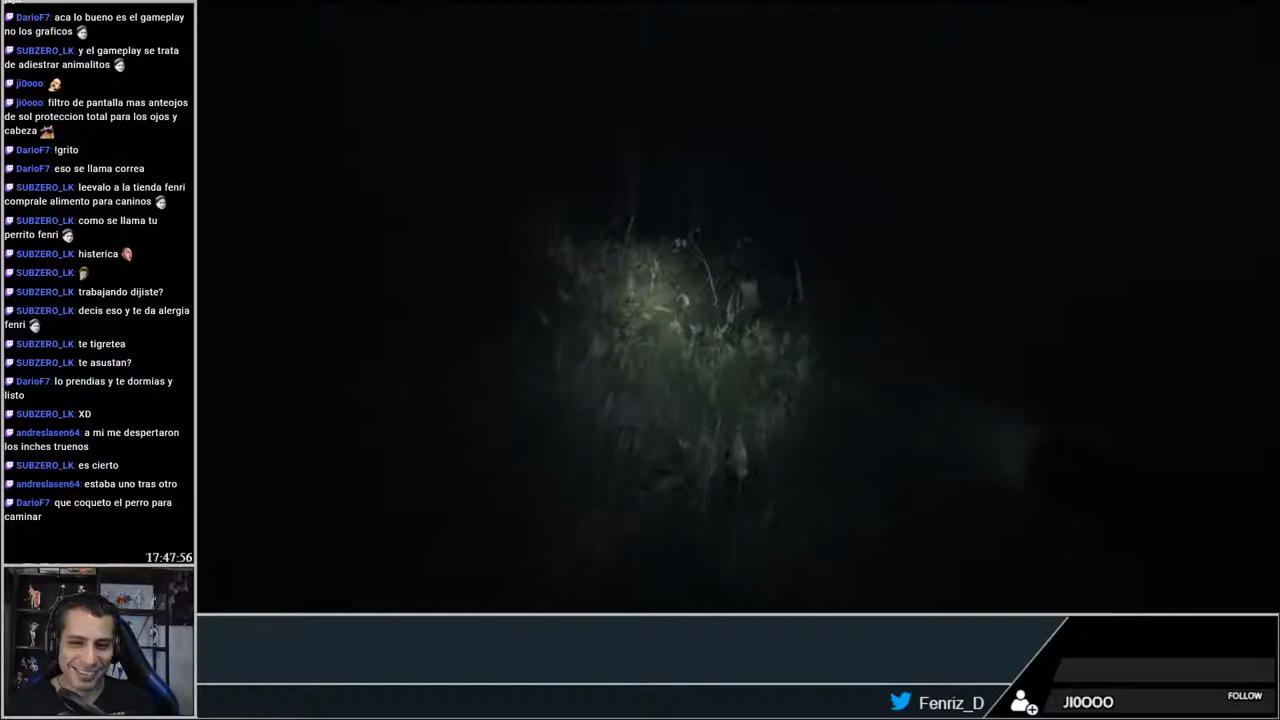 DarioF7: aca lo bueno es el gameplay
no los graficos
SUBZERO_LK: y el gameplay se trata
de adiestrar animalitos
ji0ooo:
ji0ooo: filtro de pantalla mas anteojos
de sol proteccion total para los ojos y
cabeza
DarioF7: !grito
DarioF7: eso se llama correa
SUBZERO_LK: leevalo a la tienda fenri
comprale alimento para caninos
SUBZERO_LK: como se llama tu
perrito fenri
SUBZERO_LK: histerica
SUBZERO_LK:
SUBZERO_LK: trabajando dijiste?
SUBZERO_LK: decis eso y te da alergia
fenri
SUBZERO_LK: te tigretea
SUBZERO_LK: te asustan?
DarioF7: lo prendias y te dormias y
listo
SUBZERO_LK: XD
andreslasen64: a mi me despertaron
los inches truenos
SUBZERO_LK: es cierto
andreslasen64: estaba uno tras otro
DarioF7: que coqueto el perro para
caminar
17:47:56
Fenriz_D
JI0OOO
FOLLOW